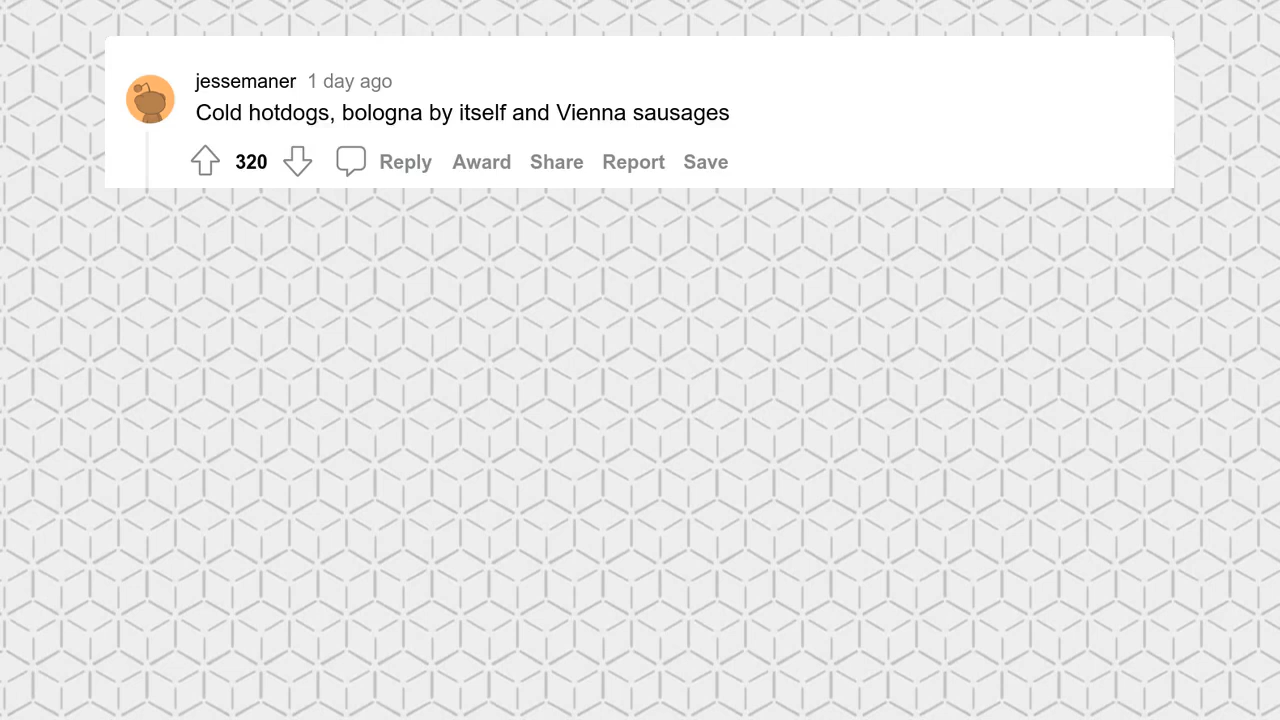 jessemaner 1 day ago
Cold hotdogs, bologna by itself and Vienna sausages
320 Reply Award Share Report Save